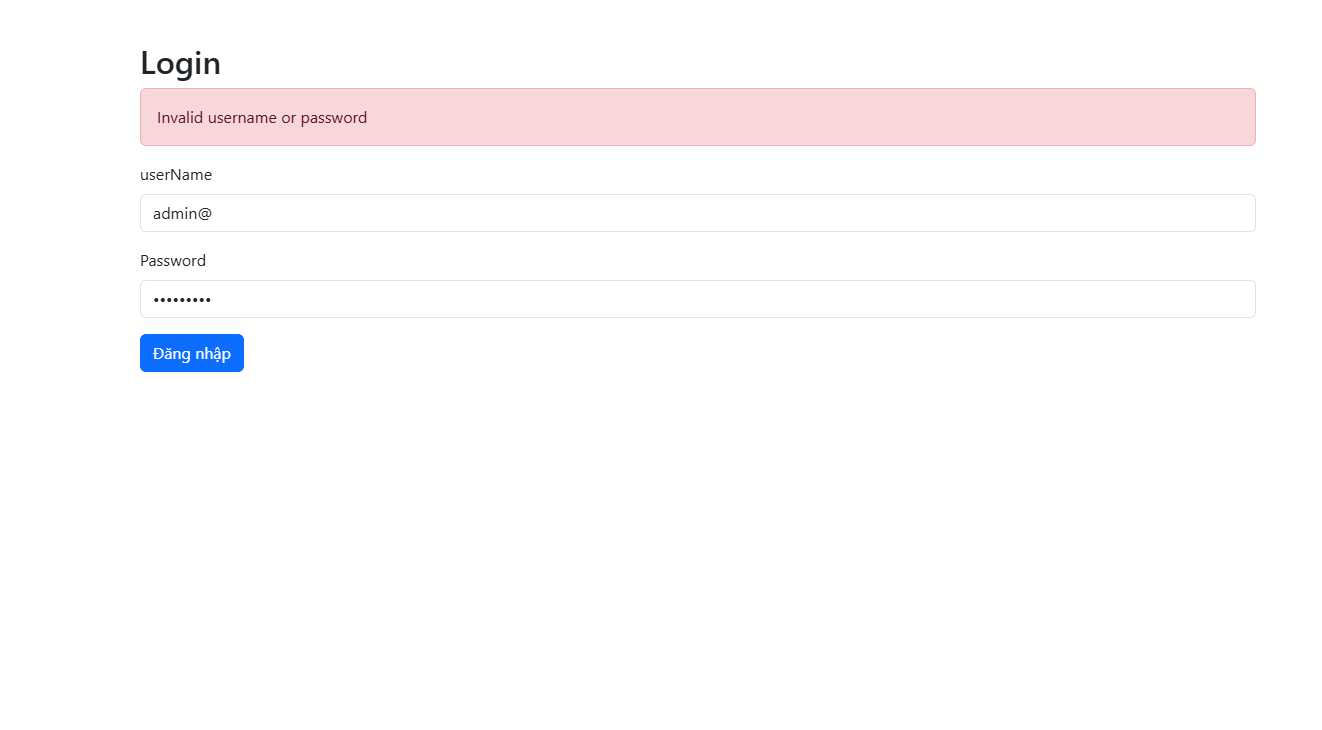 Login
Invalid username or password
userName
admin@
Password
•••••••••
Đăng nhập